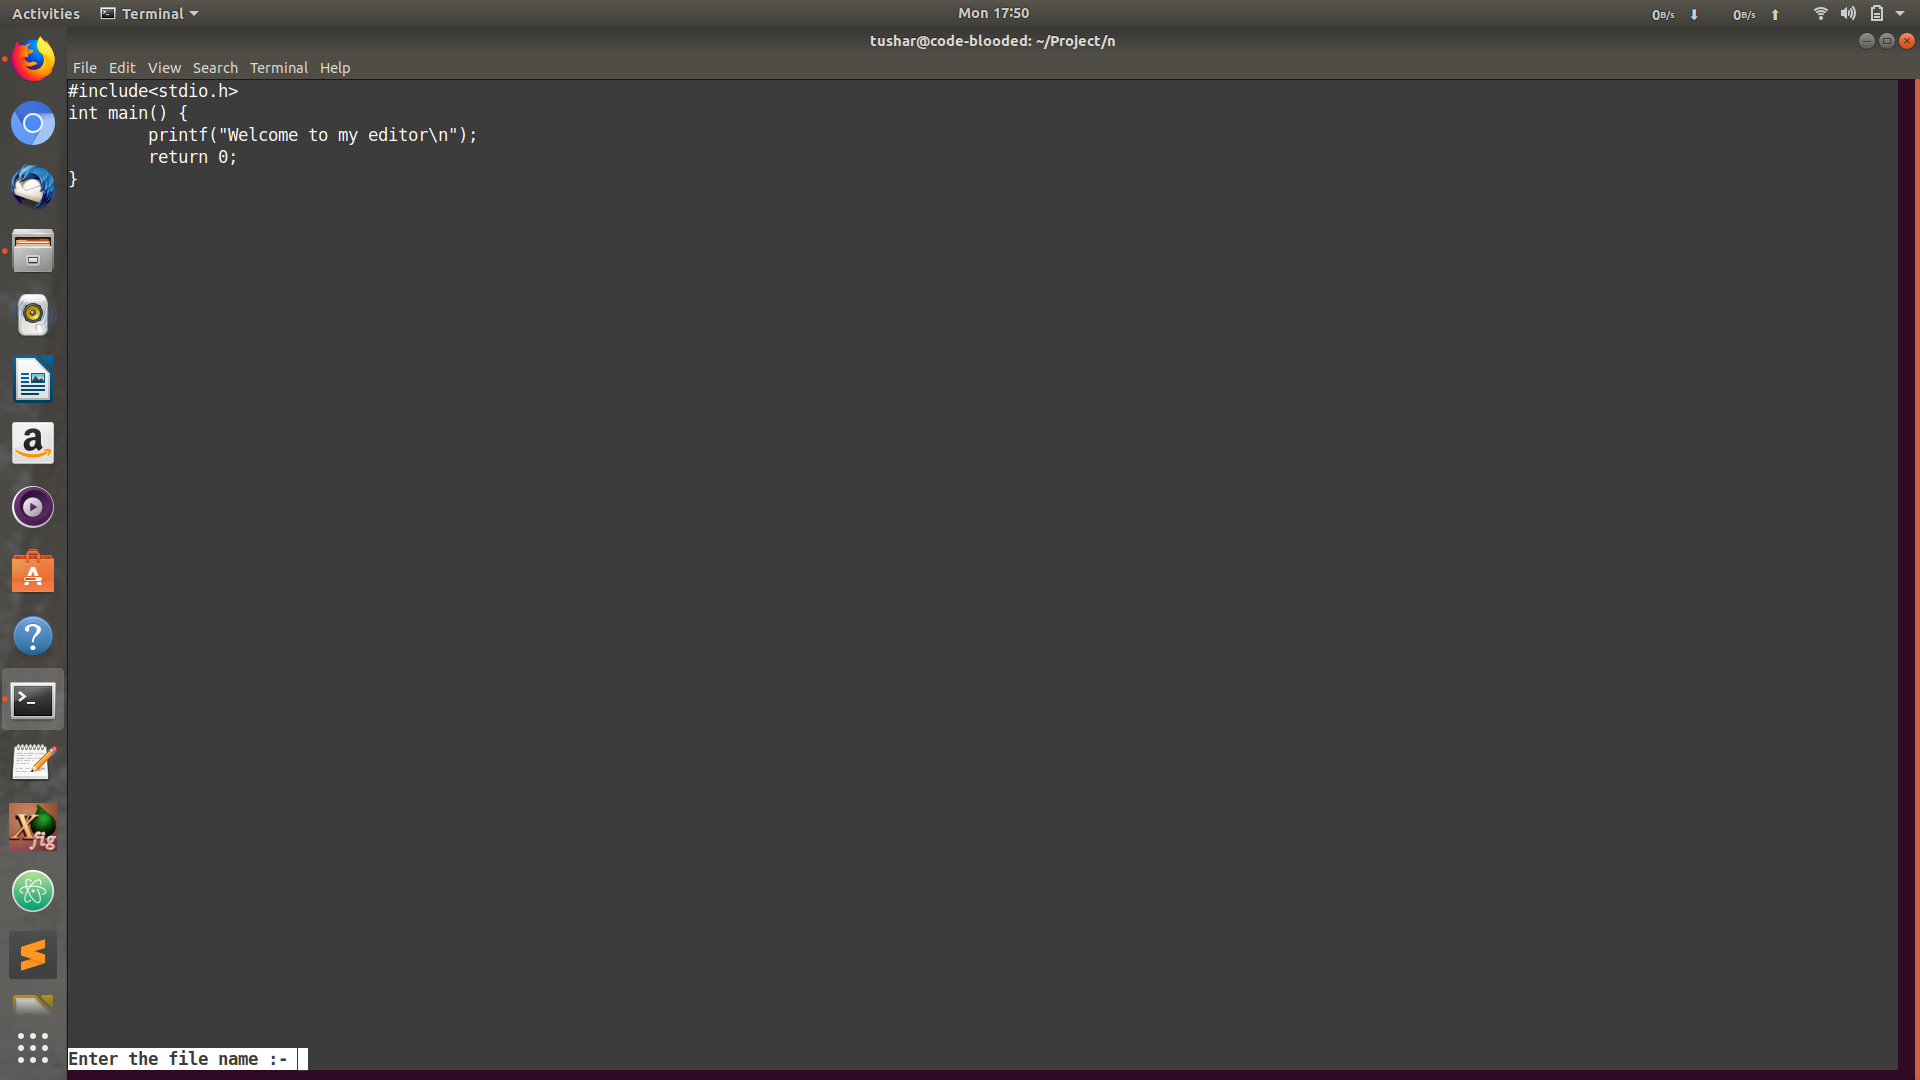 Activities Terminal Mon 17:50 0B/s 0B/s
tushar@code-blooded: ~/Project/n
File Edit View Search Terminal Help
#include<stdio.h>
int main() {
        printf("Welcome to my editor\n");
        return 0;
}
a
A
?
>_
X
fig
Enter the file name :-